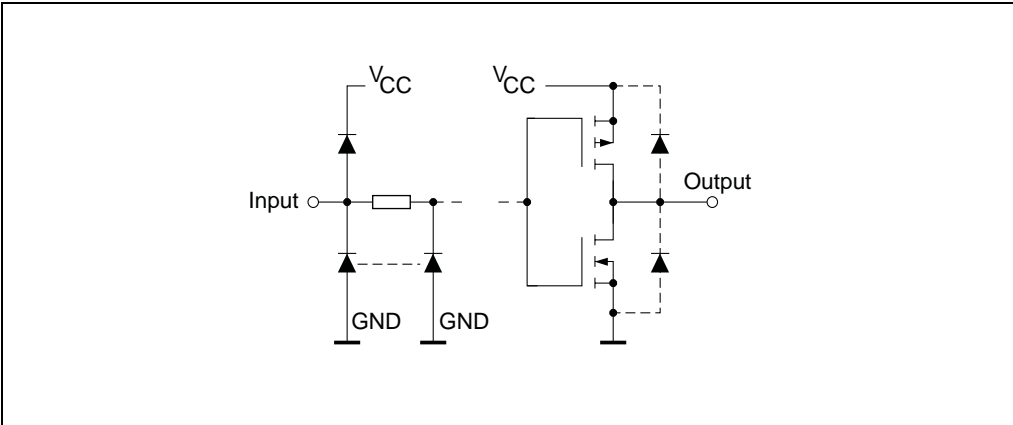 VCC
VCC
Input
Output
GND
GND